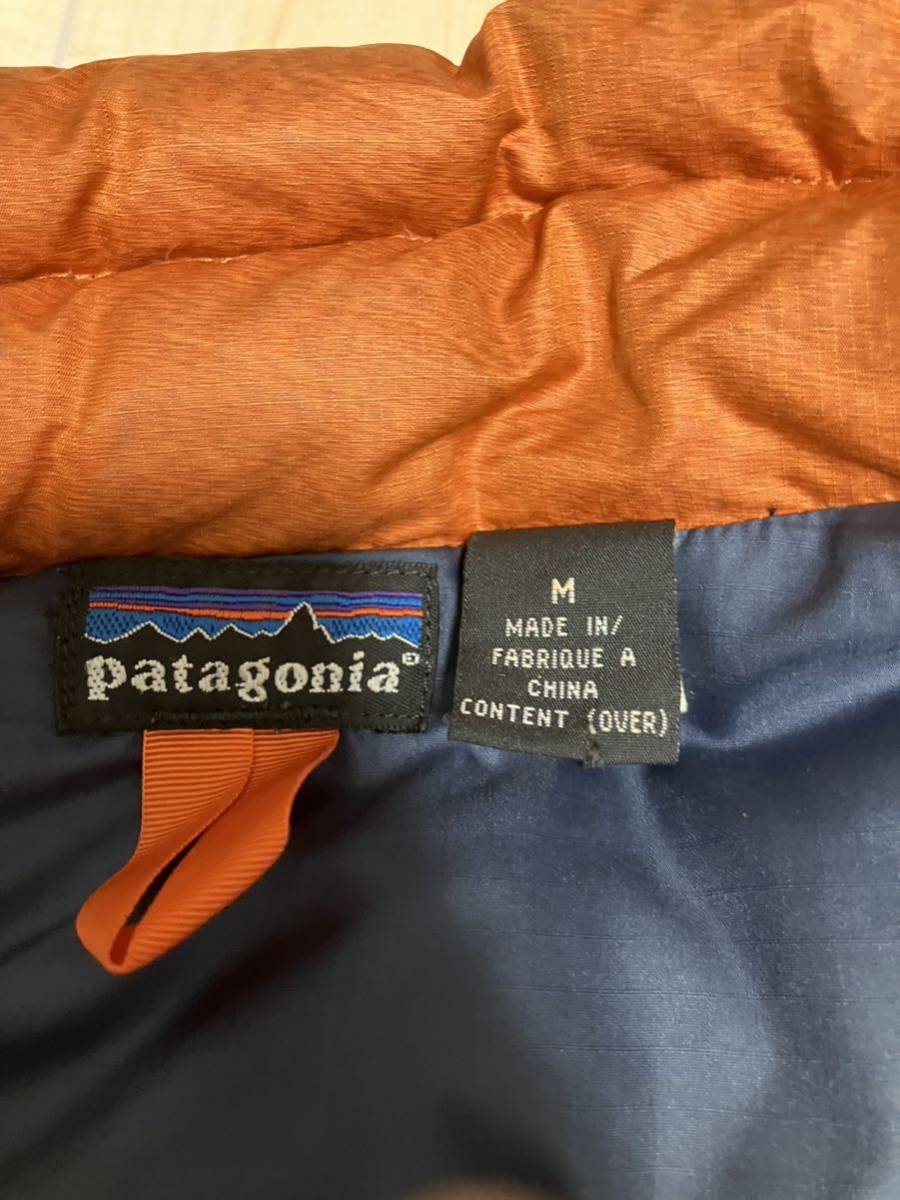 patagonia®
M
MADE IN/
FABRIQUE A
CHINA
CONTENT (OVER)